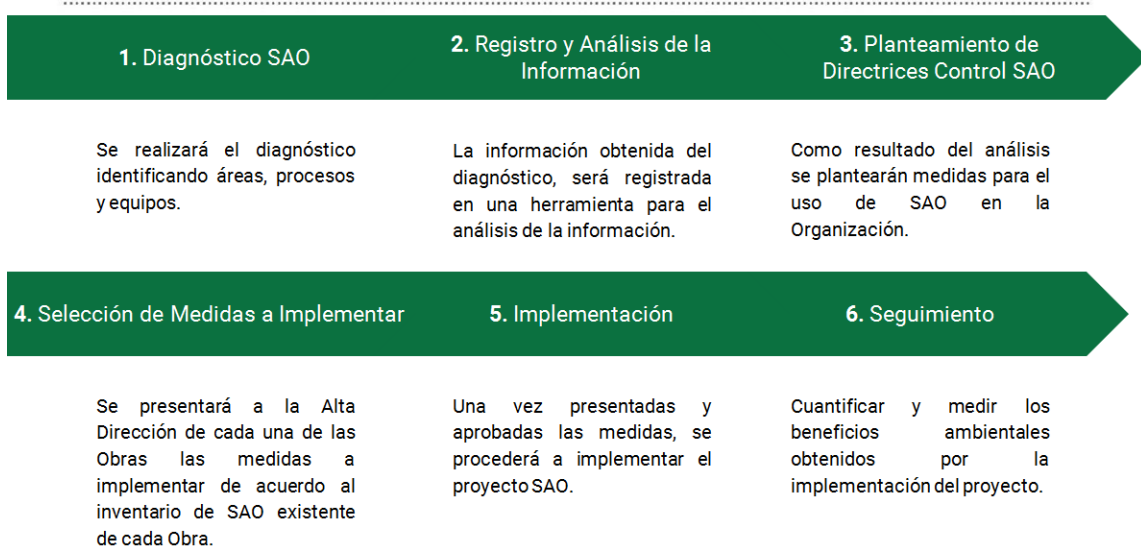 1. Diagnóstico SAO
2. Registro y Análisis de la
Información
3. Planteamiento de
Directrices Control SAO
Se realizará el diagnóstico
identificando áreas, procesos
y equipos.
La información obtenida del
diagnóstico, será registrada
en una herramienta para el
análisis de la información.
Como resultado del análisis
se plantearán medidas para el
uso de SAO en la
Organización.
4. Selección de Medidas a Implementar
5. Implementación
6. Seguimiento
Se presentará a la Alta
Dirección de cada una de las
Obras las medidas a
implementar de acuerdo al
inventario de SAO existente
de cada Obra.
Una vez presentadas y
aprobadas las medidas, se
procederá a implementar el
proyecto SAO.
Cuantificar y medir los
beneficios ambientales
obtenidos por la
implementación del proyecto.